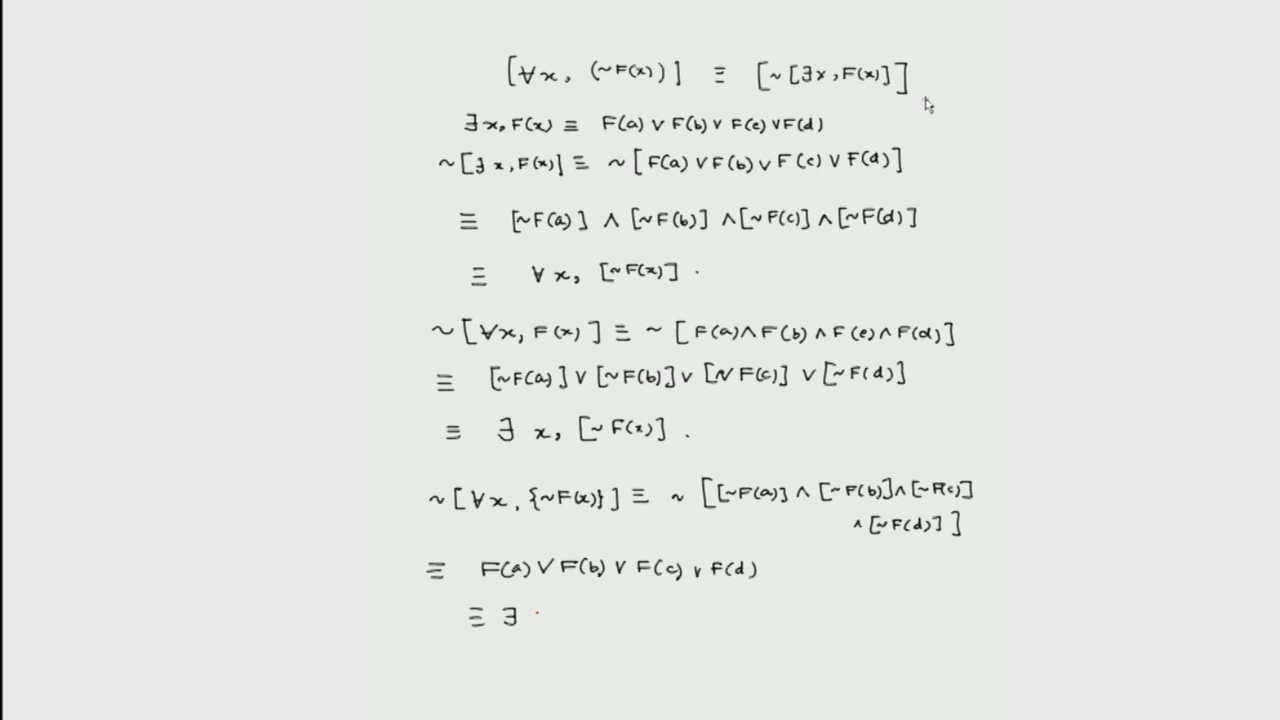 [∀x, (~F(x))] ≡ [~[∃x, F(x)]]
∃x, F(x) ≡ F(a) ∨ F(b) ∨ F(c) ∨ F(d)
~[∃x, F(x)] ≡ ~[F(a) ∨ F(b) ∨ F(c) ∨ F(d)]
≡ [~F(a)] ∧ [~F(b)] ∧ [~F(c)] ∧ [~F(d)]
≡ ∀x, [~F(x)].
~[∀x, F(x)] ≡ ~[F(a) ∧ F(b) ∧ F(c) ∧ F(d)]
≡ [~F(a)] ∨ [~F(b)] ∨ [~F(c)] ∨ [~F(d)]
≡ ∃ x, [~F(x)].
~[∀x, {~F(x)}] ≡ ~[[~F(a)] ∧ [~F(b)] ∧ [~F(c)]
∧ [~F(d)]]
≡ F(a) ∨ F(b) ∨ F(c) ∨ F(d)
≡ ∃